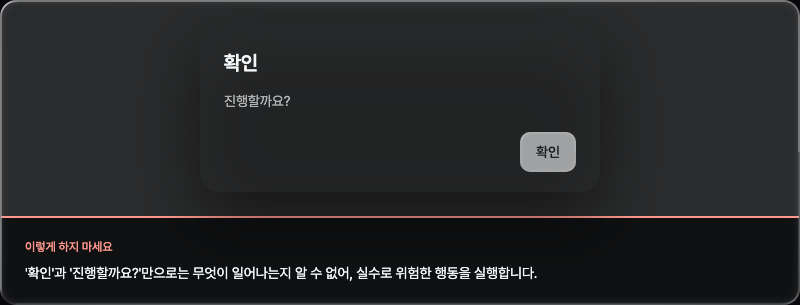 확인
진행할까요?
확인
이렇게 하지 마세요
'확인'과 '진행할까요?'만으로는 무엇이 일어나는지 알 수 없어, 실수로 위험한 행동을 실행합니다.